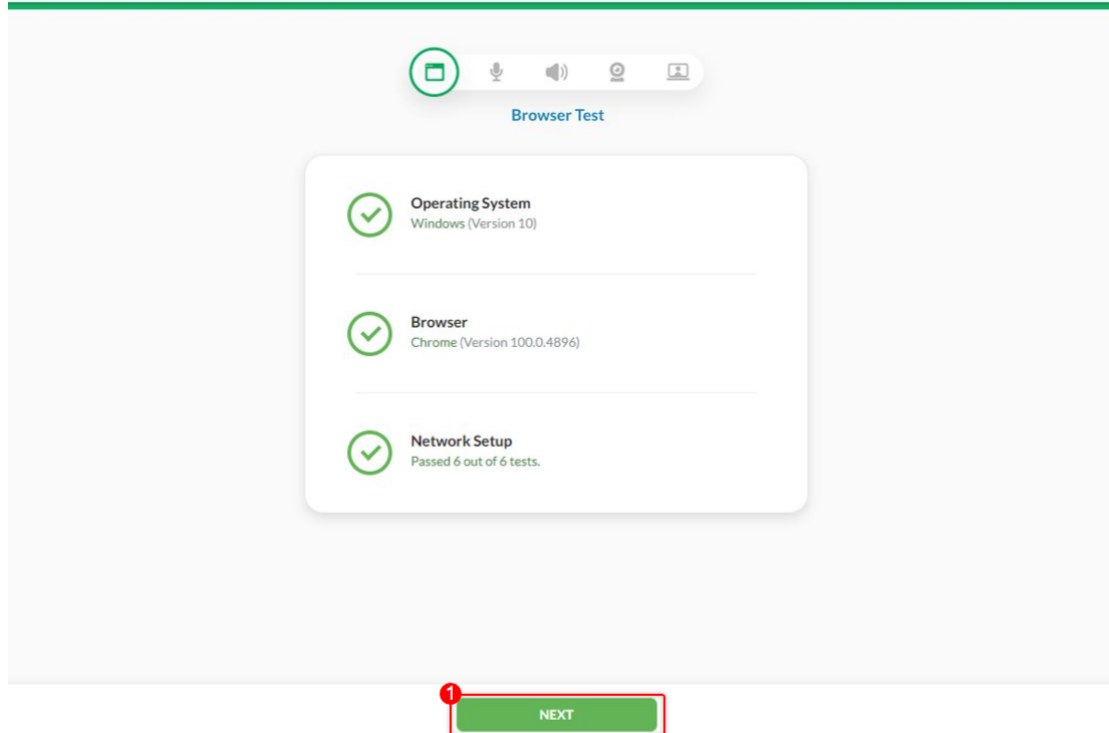 Browser Test
Operating System
Windows (Version 10)
Browser
Chrome (Version 100.0.4896)
Network Setup
Passed 6 out of 6 tests.
1
NEXT